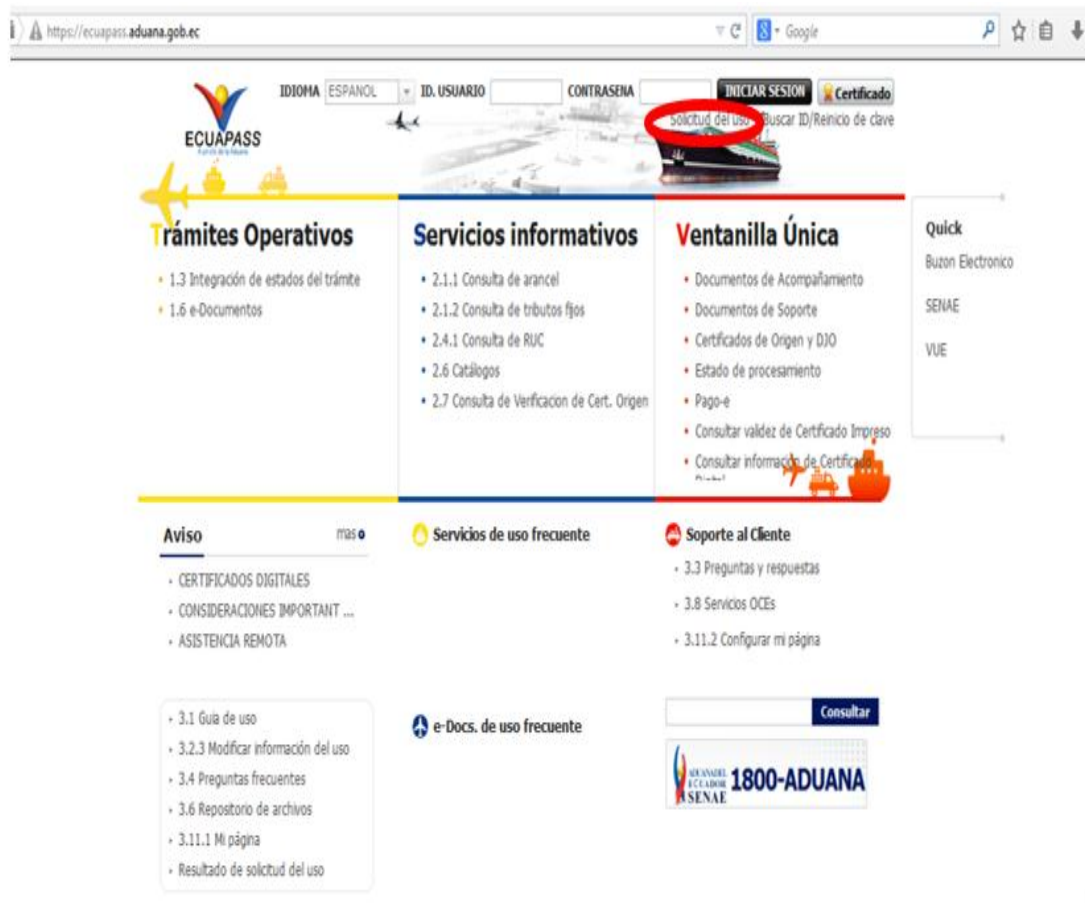 https://ecuapass.aduana.gob.ec
Google
IDIOMA ESPAÑOL ID. USUARIO CONTRASENA INICIAR SESION Certificado
Solicitud del uso Buscar ID/Reinicio de clave
ECUAPASS
Trámites Operativos
• 1.3 Integración de estados del trámite
• 1.6 e-Documentos
Servicios informativos
• 2.1.1 Consulta de arancel
• 2.1.2 Consulta de tributos fijos
• 2.4.1 Consulta de RUC
• 2.6 Catálogos
• 2.7 Consulta de Verificacion de Cert. Origen
Ventanilla Única
• Documentos de Acompañamiento
• Documentos de Soporte
• Certificados de Origen y DJO
• Estado de procesamiento
• Pago-e
• Consultar validez de Certificado Impreso
• Consultar información de Certificado
Quick
Buzon Electronico
SENAE
VUE
Aviso mas
CERTIFICADOS DIGITALES
CONSIDERACIONES IMPORTANT ...
ASISTENCIA REMOTA
Servicios de uso frecuente
Soporte al Cliente
3.3 Preguntas y respuestas
3.8 Servicios OCEs
3.11.2 Configurar mi página
3.1 Guia de uso
3.2.3 Modificar información del uso
3.4 Preguntas frecuentes
3.6 Repositorio de archivos
3.11.1 Mi página
Resultado de solicitud del uso
e-Docs. de uso frecuente
Consultar
ADUANA DEL
ECUADOR
SENAE
1800-ADUANA